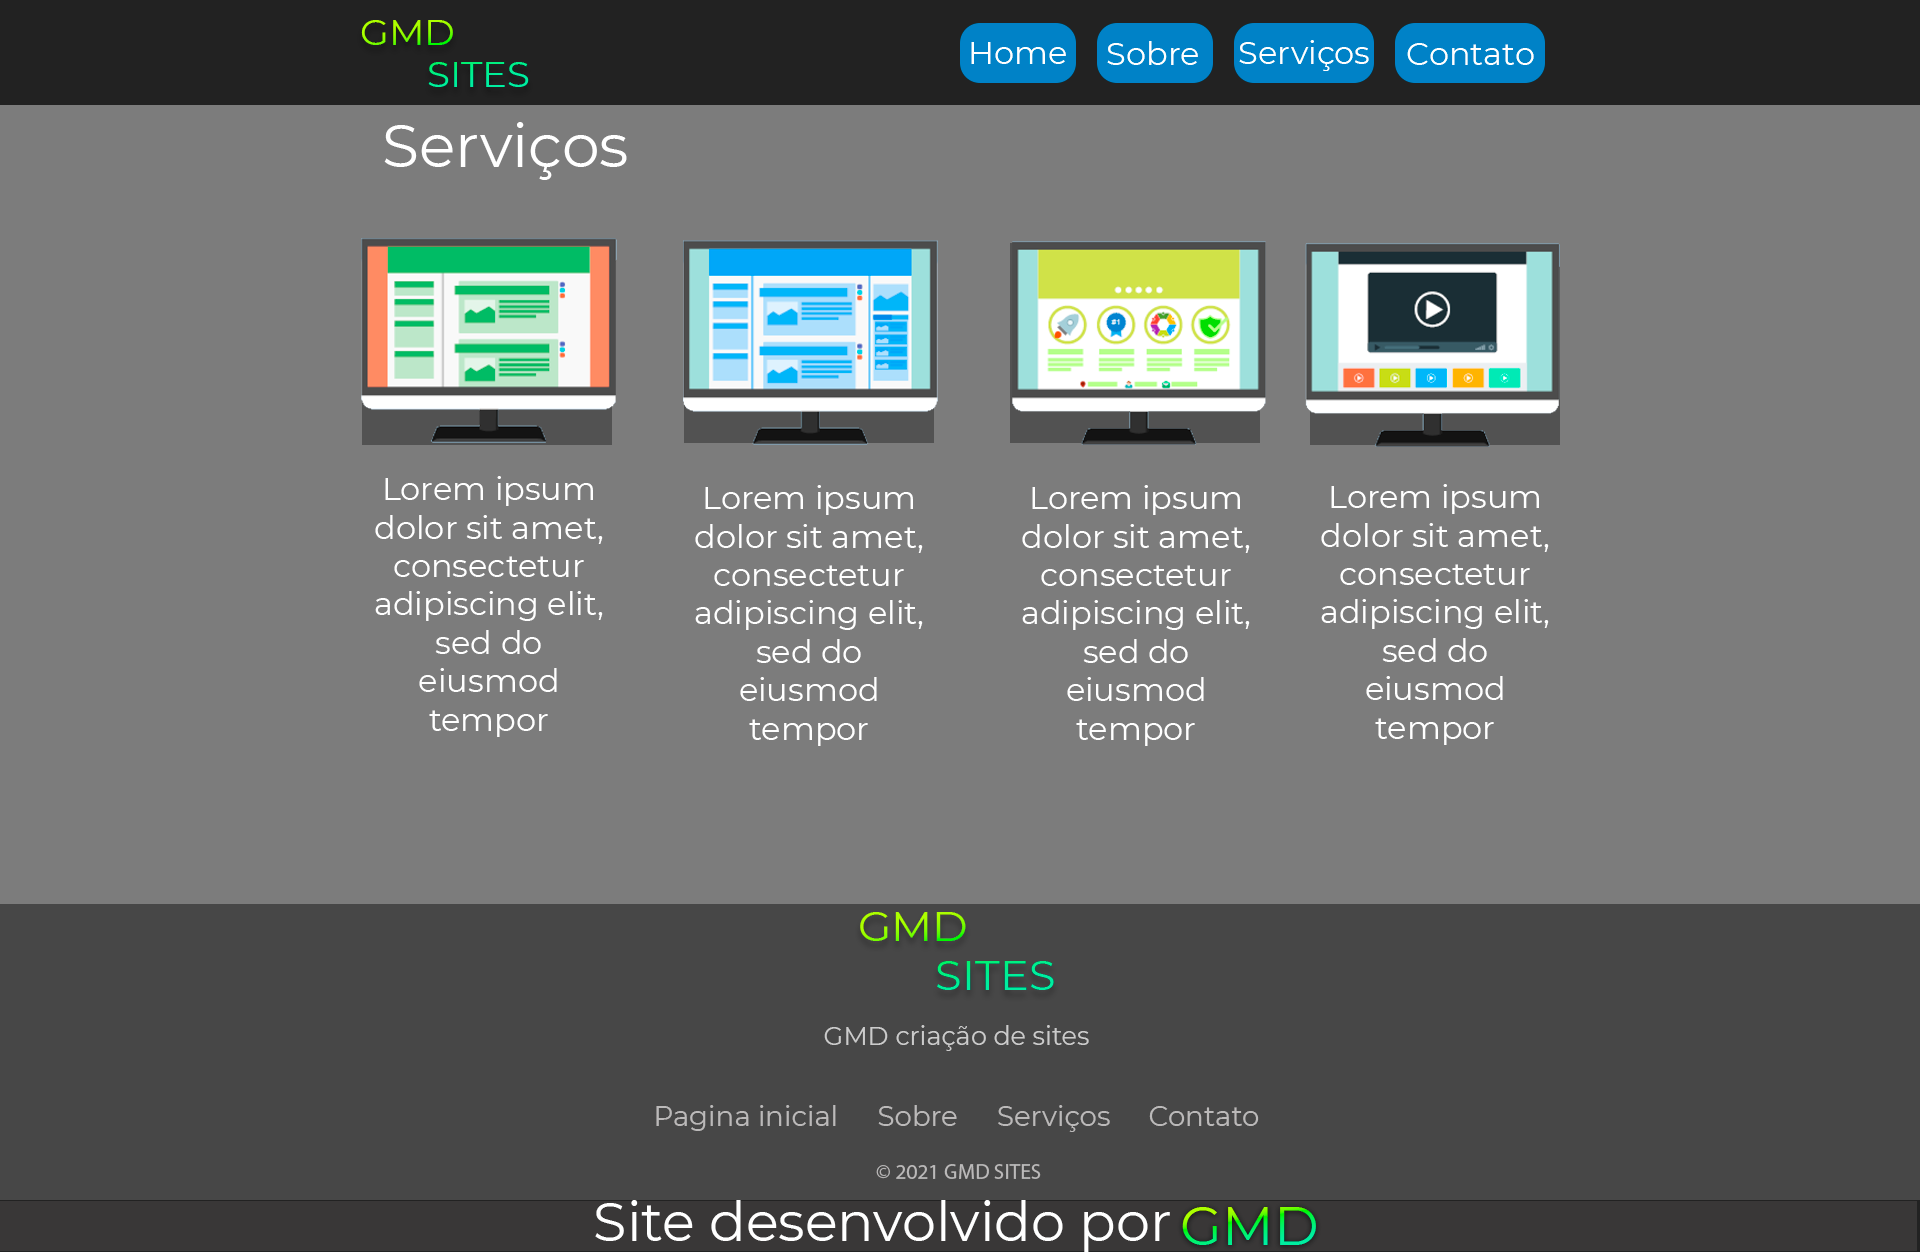 GMD
SITES
Home Sobre Serviços Contato
Serviços
#1
Lorem ipsum
dolor sit amet,
consectetur
adipiscing elit,
sed do
eiusmod
tempor
Lorem ipsum
dolor sit amet,
consectetur
adipiscing elit,
sed do
eiusmod
tempor
Lorem ipsum
dolor sit amet,
consectetur
adipiscing elit,
sed do
eiusmod
tempor
Lorem ipsum
dolor sit amet,
consectetur
adipiscing elit,
sed do
eiusmod
tempor
GMD
SITES
GMD criação de sites
Pagina inicial Sobre Serviços Contato
© 2021 GMD SITES
Site desenvolvido por GMD